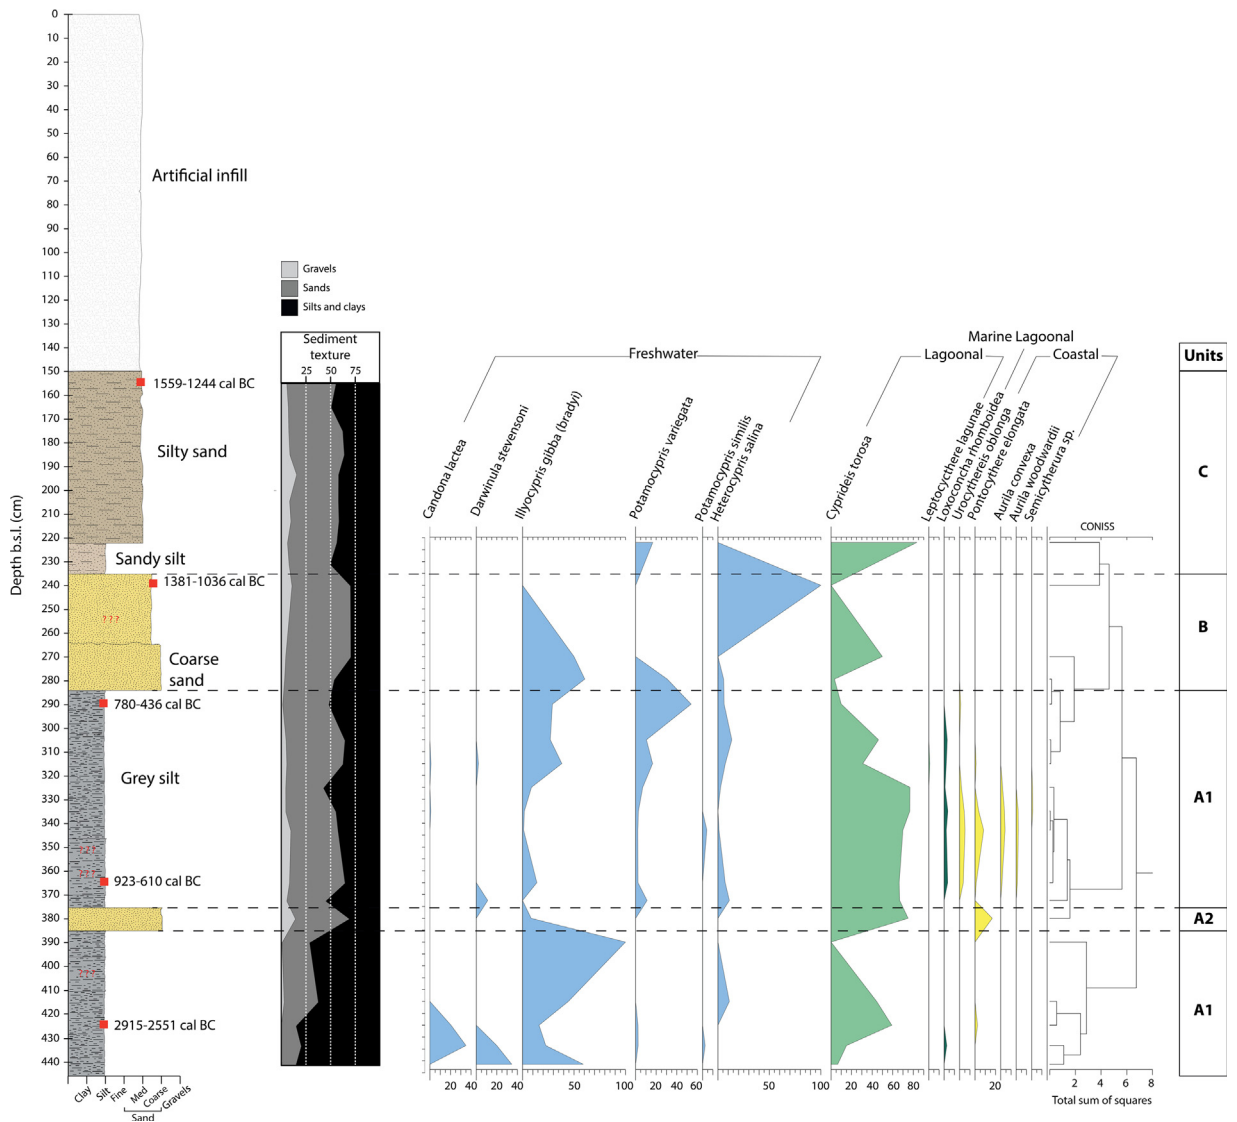 0
10
20
30
40
50
60
70
80
90
100
110
120
130
140
150
160
170
180
190
200
210
220
230
240
250
260
270
280
290
300
310
320
330
340
350
360
370
380
390
400
410
420
430
440
Depth b.s.l. (cm)
Artificial infill
1559-1244 cal BC
Silty sand
Sandy silt
1381-1036 cal BC
???
Coarse
sand
780-436 cal BC
Grey silt
???
???
923-610 cal BC
???
2915-2551 cal BC
Clay
Silt
Fine
Med
Coarse
Gravels
Sand
Gravels
Sands
Silts and clays
Sediment
texture
25 50 75
Freshwater
Lagoonal
Marine Lagoonal
Coastal
Candona lactea
Darwinula stevensoni
Illyocypris gibba (bradyi)
Potamocypris variegata
Potamocypris similis
Heterocypris salina
Cyprideis torosa
Leptocycthere lagunae
Loxoconcha rhomboidea
Urocythereis oblonga
Pontocythere elongata
Aurila convexa
Aurila woodwardii
Semicytherura sp.
CONISS
20 40
20 40
50 100
20 40 60
50 100
20 40 60 80
20
2 4 6 8
Total sum of squares
Units
C
B
A1
A2
A1